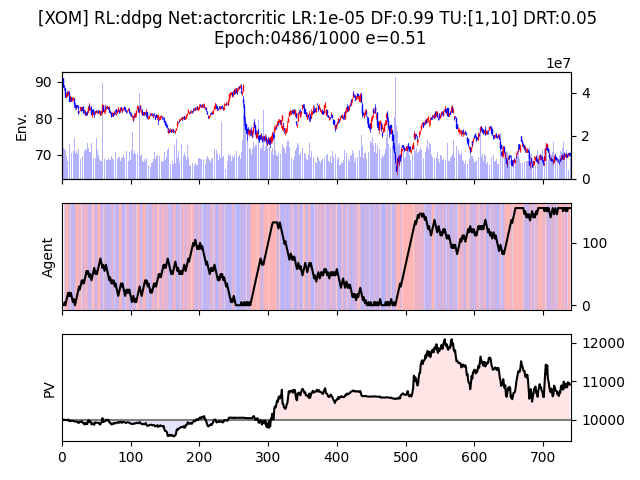 [XOM] RL:ddpg Net:actorcritic LR:1e-05 DF:0.99 TU:[1,10] DRT:0.05
Epoch:0486/1000 e=0.51
1e7
90
80
70
Env.
4
2
0
Agent
100
0
PV
12000
11000
10000
0 100 200 300 400 500 600 700